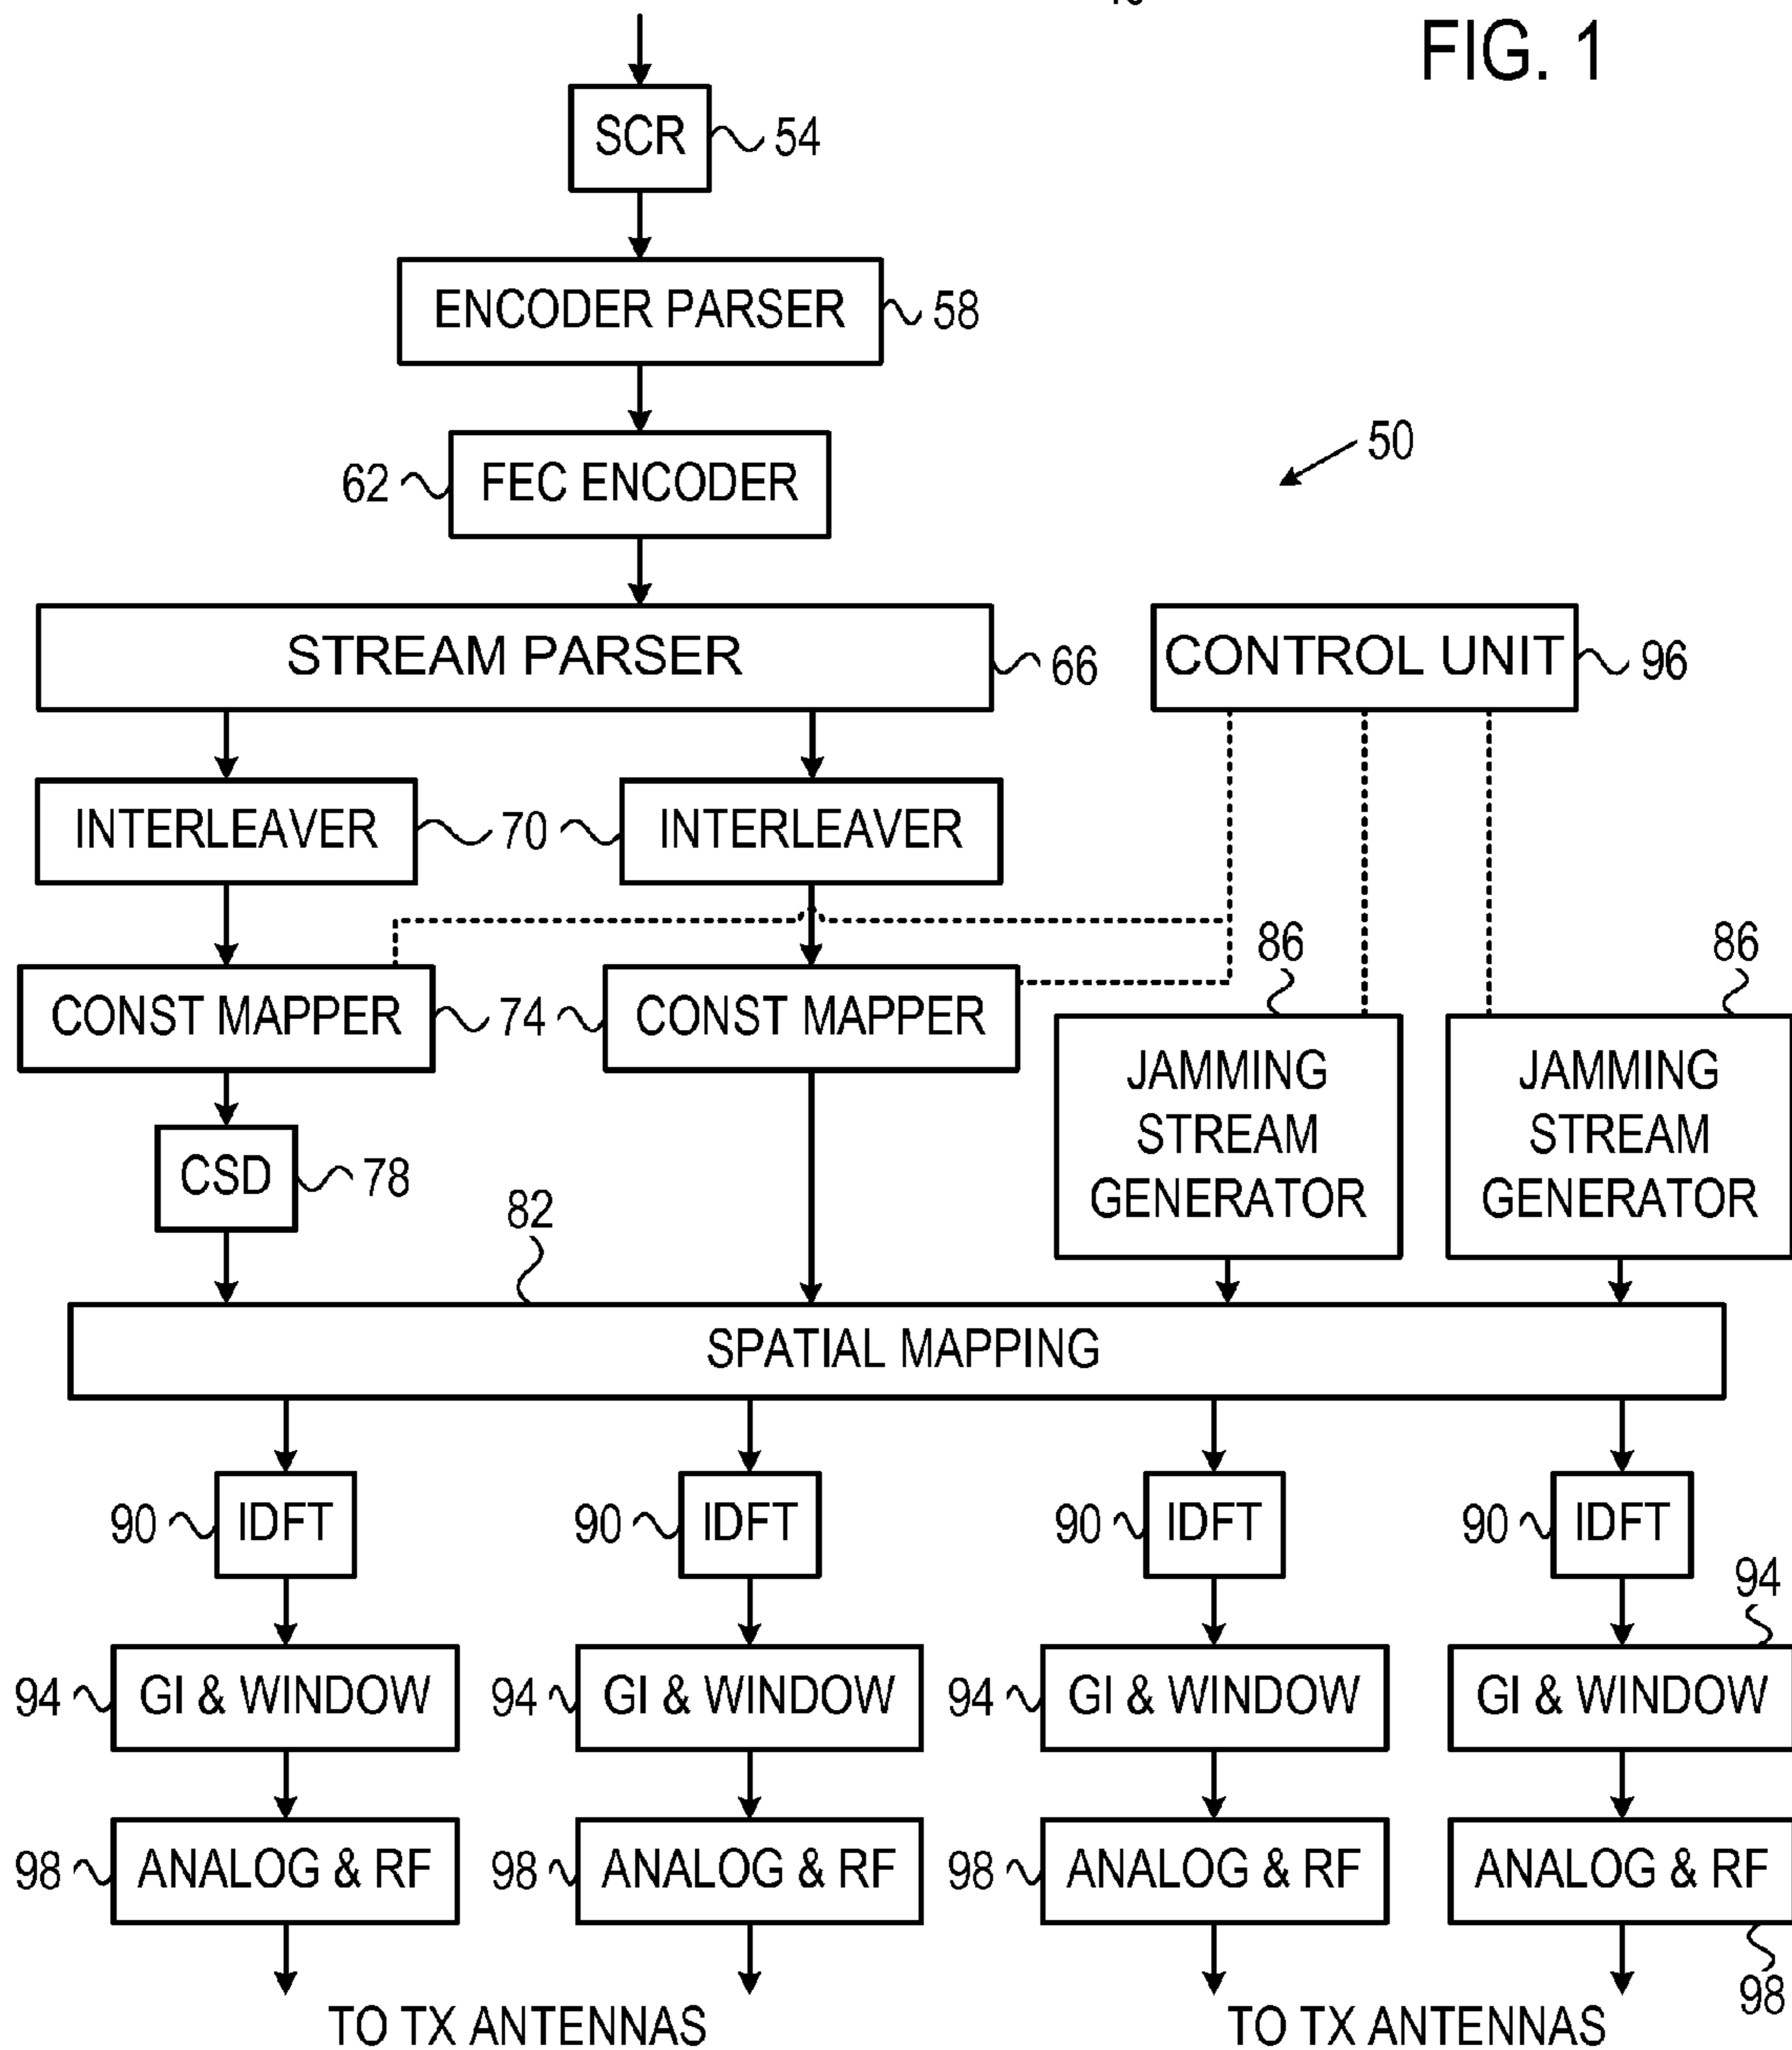 FIG. 1
SCR 54
ENCODER PARSER 58
50
62 FEC ENCODER
STREAM PARSER 66 CONTROL UNIT 96
INTERLEAVER 70 INTERLEAVER
86 86
CONST MAPPER 74 CONST MAPPER
JAMMING STREAM GENERATOR
JAMMING STREAM GENERATOR
CSD 78
82
SPATIAL MAPPING
90 IDFT 90 IDFT 90 IDFT 90 IDFT
94
94 GI & WINDOW 94 GI & WINDOW 94 GI & WINDOW GI & WINDOW
98 ANALOG & RF 98 ANALOG & RF 98 ANALOG & RF ANALOG & RF
98
TO TX ANTENNAS TO TX ANTENNAS